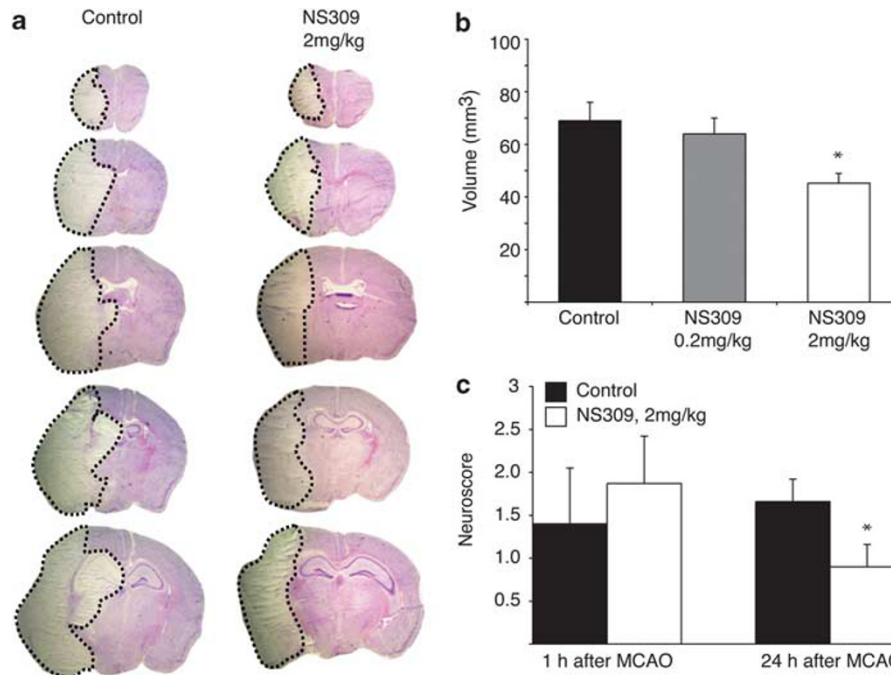 a
Control
NS309
2mg/kg
b
Volume (mm3)
100
80
60
40
20
*
Control
NS309
0.2mg/kg
NS309
2mg/kg
c
Neuroscore
3
2.5
2.0
1.5
1.0
0.5
Control
NS309, 2mg/kg
*
1 h after MCAO
24 h after MCAO